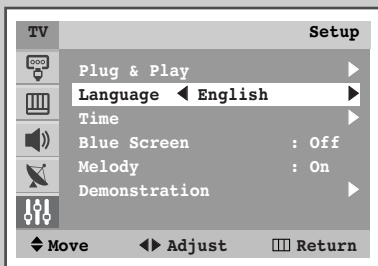 TV Setup
Plug & Play
Language English
Time
Blue Screen : Off
Melody : On
Demonstration
Move Adjust Return